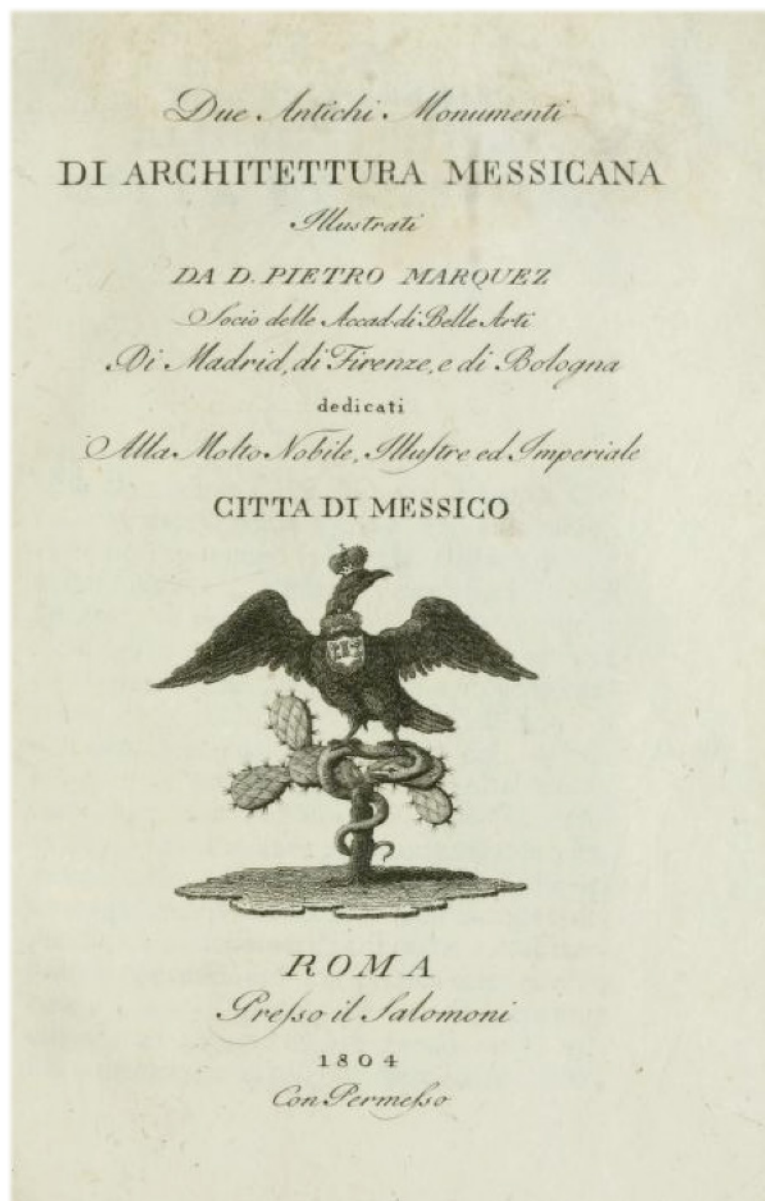 Due Antichi Monumenti
DI ARCHITETTURA MESSICANA
Illustrati
DA D. PIETRO MARQUEZ
Socio delle Accad. di Belle Arti
Di Madrid, di Firenze, e di Bologna
dedicati
Alla Molto Nobile, Illuſtre ed Imperiale
CITTA DI MESSICO
ROMA
Preſso il Salomoni
1804
Con Permeſso